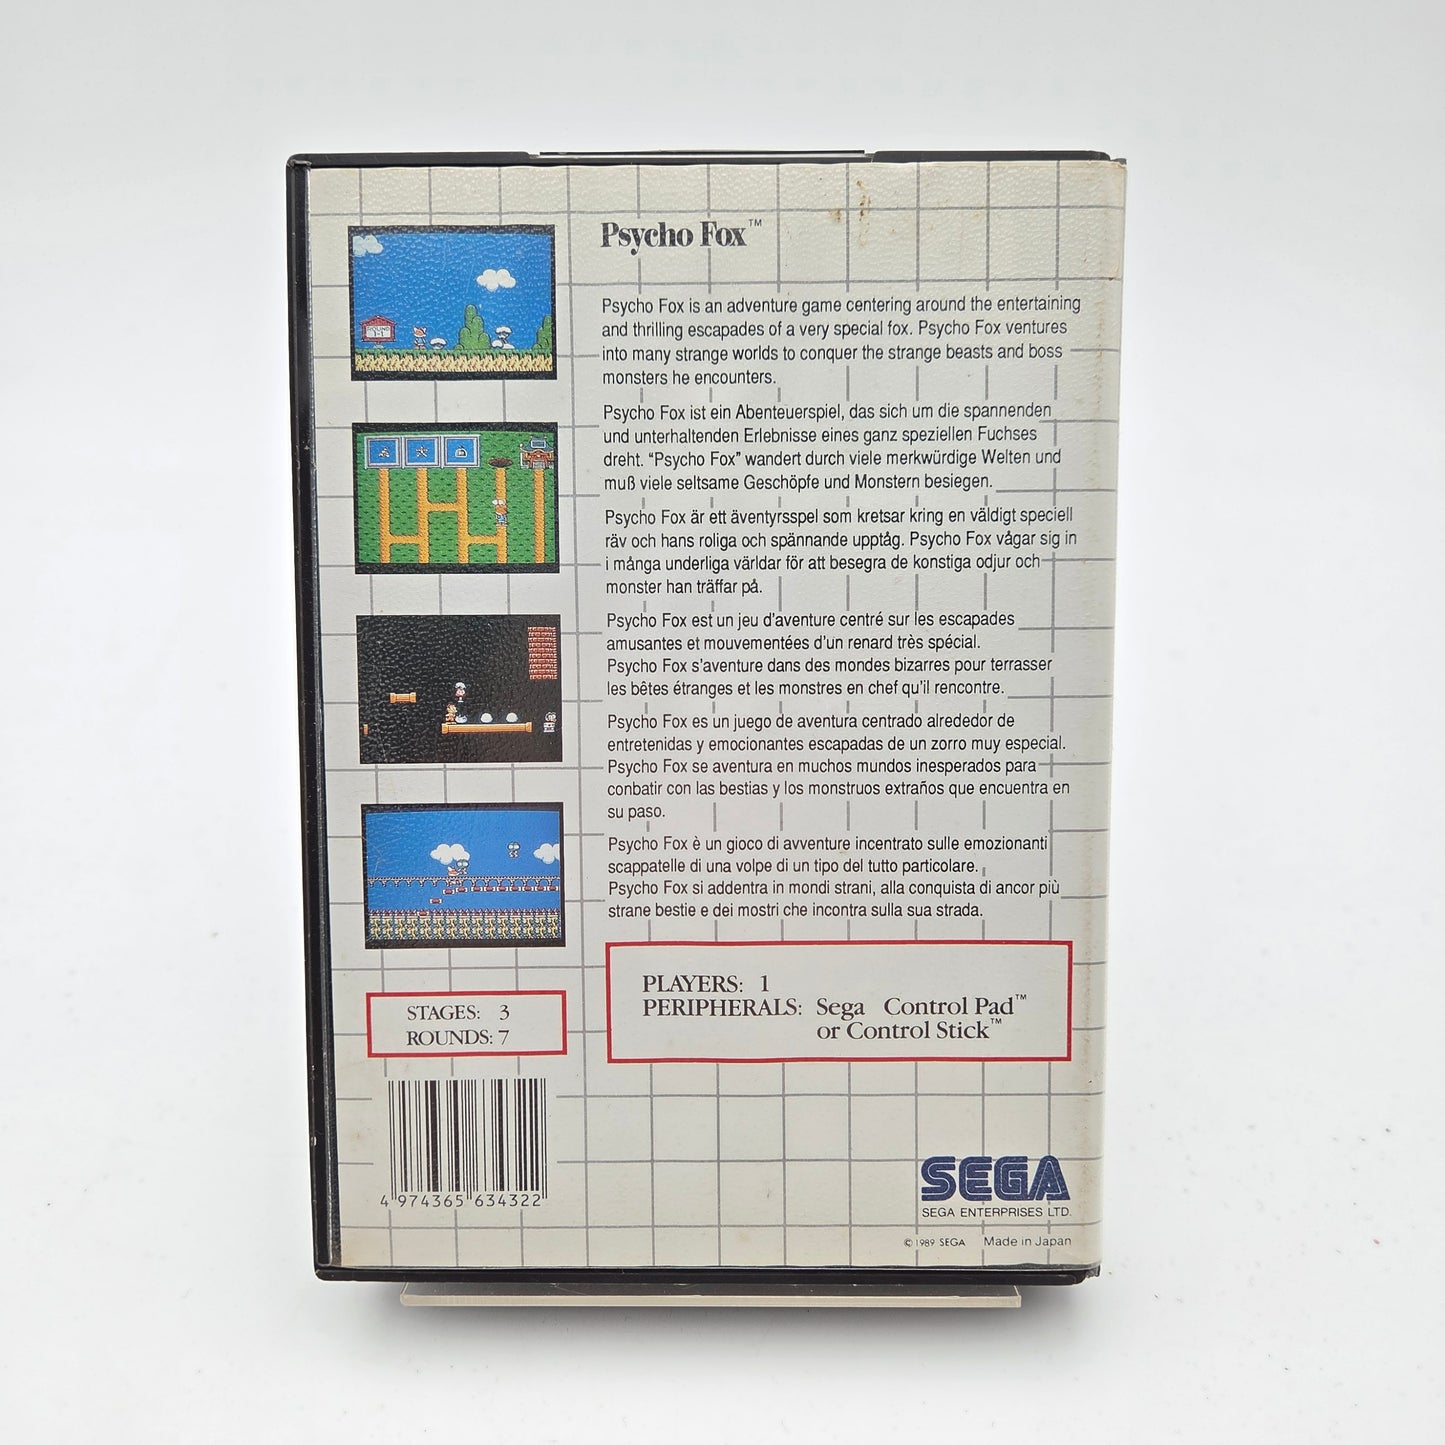 Psycho Fox™
Psycho Fox is an adventure game centering around the entertaining
and thrilling escapades of a very special fox. Psycho Fox ventures
into many strange worlds to conquer the strange beasts and boss
monsters he encounters.
Psycho Fox ist ein Abenteuerspiel, das sich um die spannenden
und unterhaltenden Erlebnisse eines ganz speziellen Fuchses
dreht. “Psycho Fox” wandert durch viele merkwürdige Welten und
muß viele seltsame Geschöpfe und Monstern besiegen.
Psycho Fox är ett äventyrsspel som kretsar kring en väldigt speciell
räv och hans roliga och spännande upptåg. Psycho Fox vågar sig in
i många underliga världar för att besegra de konstiga odjur och
monster han träffar på.
Psycho Fox est un jeu d'aventure centré sur les escapades
amusantes et mouvementées d'un renard très spécial.
Psycho Fox s'aventure dans des mondes bizarres pour terrasser
les bêtes étranges et les monstres en chef qu'il rencontre.
Psycho Fox es un juego de aventura centrado alrededor de
entretenidas y emocionantes escapadas de un zorro muy especial.
Psycho Fox se aventura en muchos mundos inesperados para
conbatir con las bestias y los monstruos extraños que encuentra en
su paso.
Psycho Fox è un gioco di avventure incentrato sulle emozionanti
scappatelle di una volpe di un tipo del tutto particolare.
Psycho Fox si addentra in mondi strani, alla conquista di ancor più
strane bestie e dei mostri che incontra sulla sua strada.
ROUND
1-1
STAGES: 3
ROUNDS: 7
PLAYERS: 1
PERIPHERALS: Sega Control Pad™
or Control Stick™
4 974365 634322
SEGA
SEGA ENTERPRISES LTD.
© 1989 SEGA Made in Japan